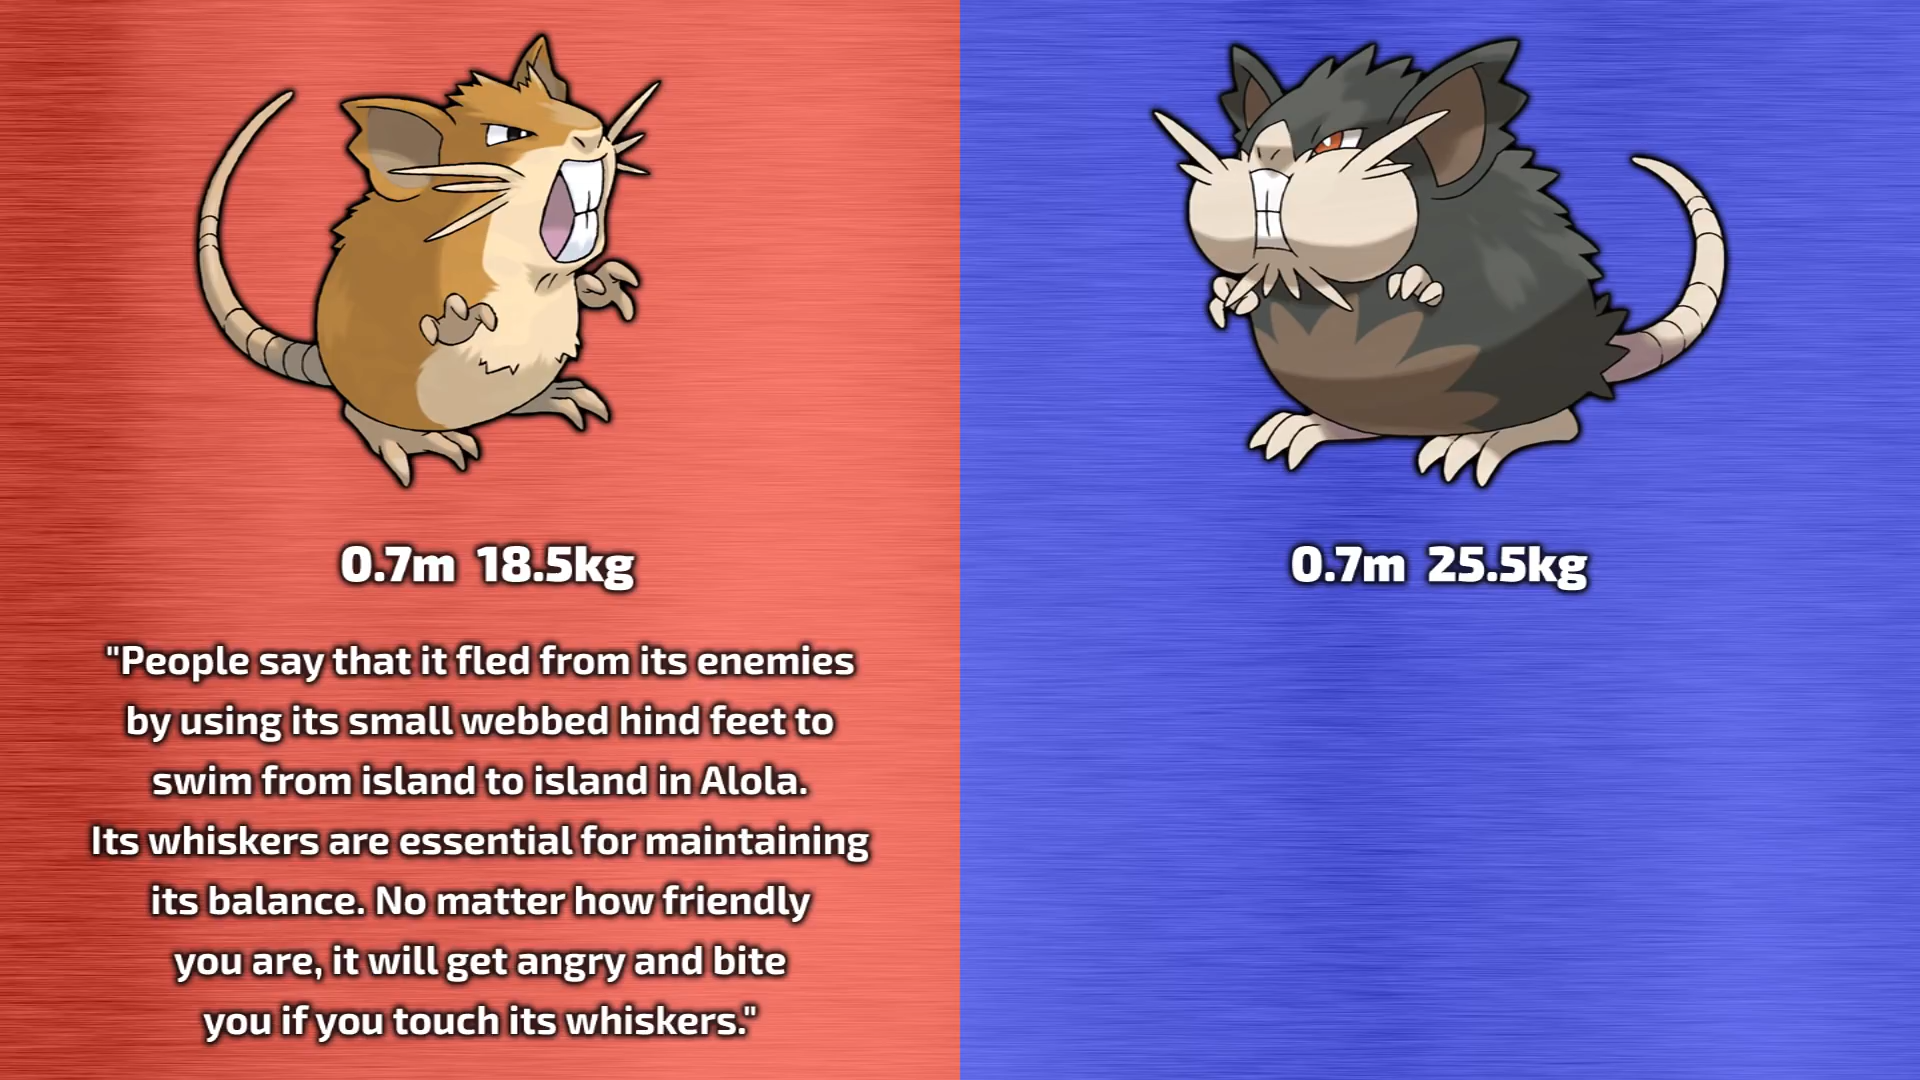 0.7m 18.5kg
"People say that it fled from its enemies
by using its small webbed hind feet to
swim from island to island in Alola.
Its whiskers are essential for maintaining
its balance. No matter how friendly
you are, it will get angry and bite
you if you touch its whiskers."
0.7m 25.5kg